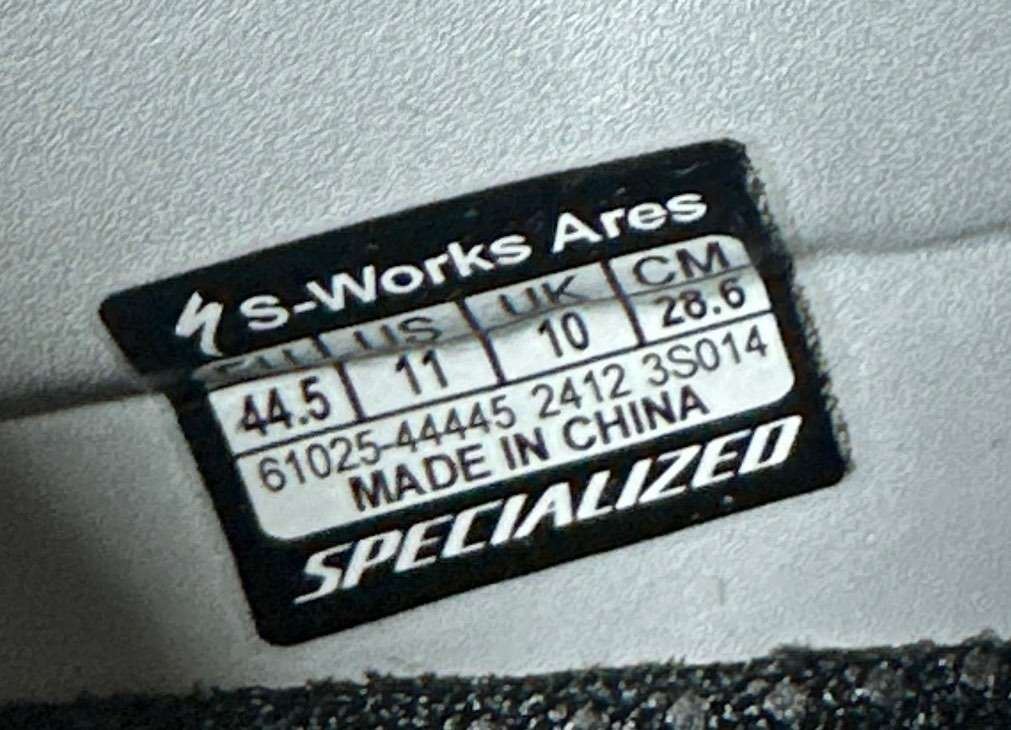 S-Works Ares
EU US UK CM
44.5 11 10 28.6
61025-44445 2412 3S014
MADE IN CHINA
SPECIALIZED